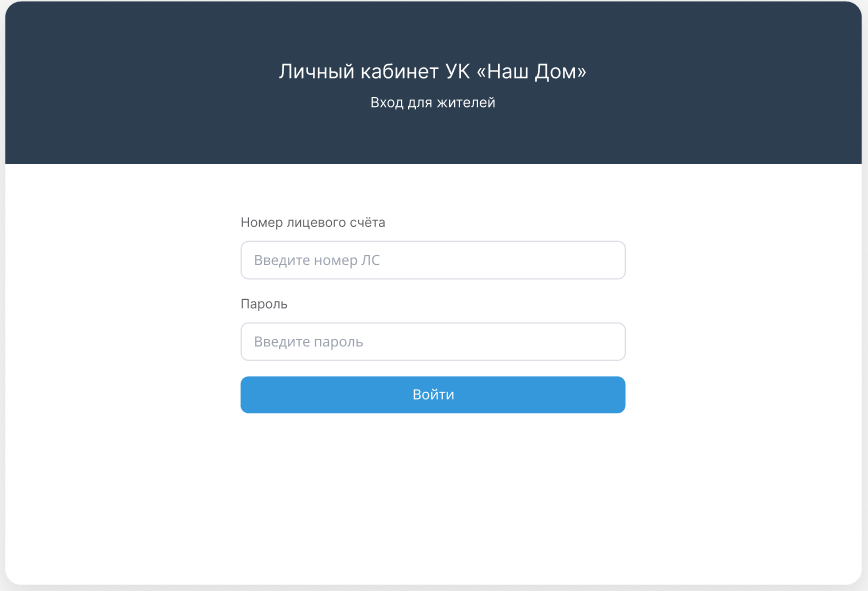 Личный кабинет УК «Наш Дом»
Вход для жителей
Номер лицевого счёта
Введите номер ЛС
Пароль
Введите пароль
Войти